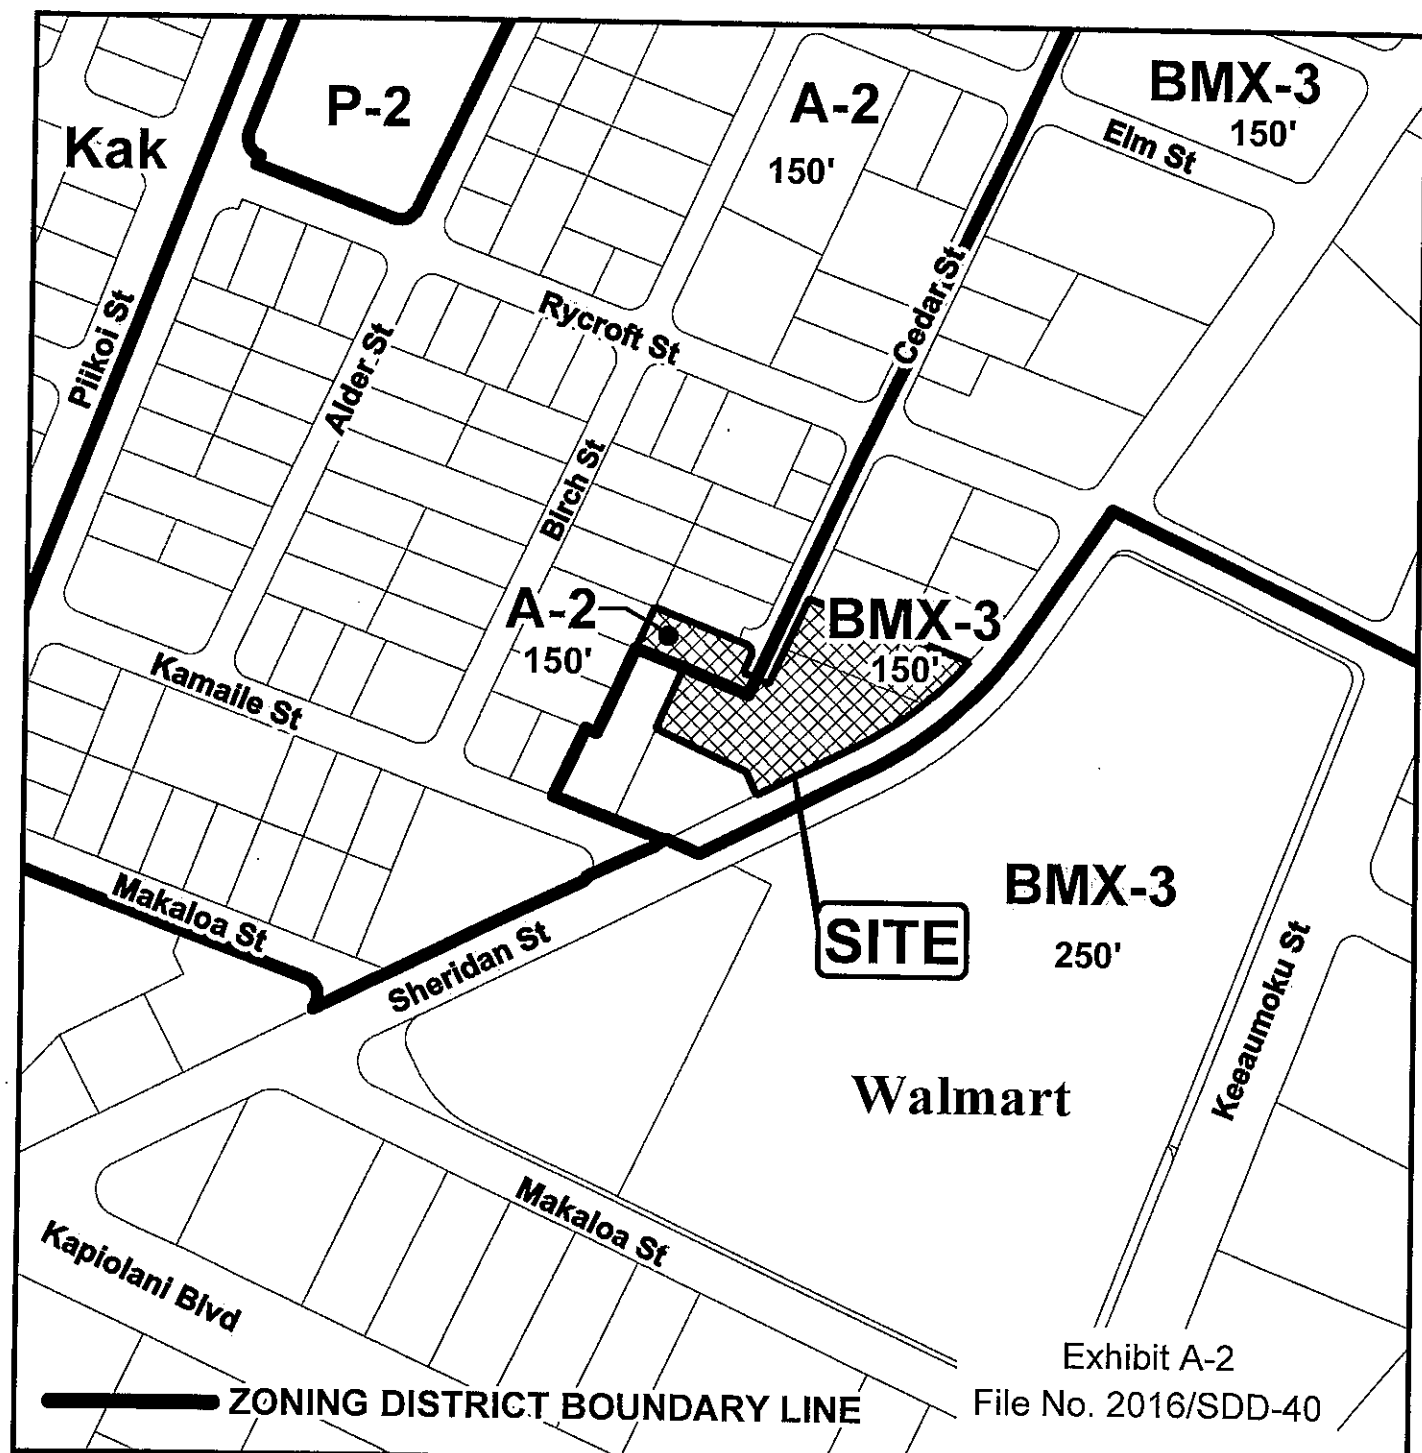 BMX-3
150'
P-2
A-2
150'
Kak
Elm St
Cedar St
Rycroft St
Piikoi St
Alder St
Birch St
A-2
150'
BMX-3
150'
Kamaile St
BMX-3
250'
SITE
Makaloa St
Sheridan St
Keeaumoku St
Walmart
Makaloa St
Kapiolani Blvd
Exhibit A-2
File No. 2016/SDD-40
ZONING DISTRICT BOUNDARY LINE